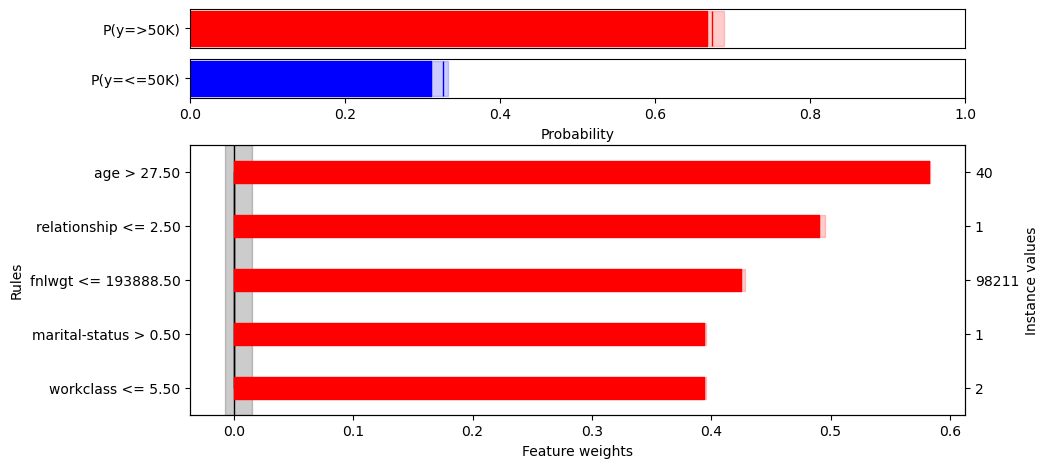 P(y=>50K)
P(y=<=50K)
0.0 0.2 0.4 0.6 0.8 1.0
Probability
age > 27.50 40
relationship <= 2.50 1
fnlwgt <= 193888.50 98211
marital-status > 0.50 1
workclass <= 5.50 2
Rules
Instance values
0.0 0.1 0.2 0.3 0.4 0.5 0.6
Feature weights